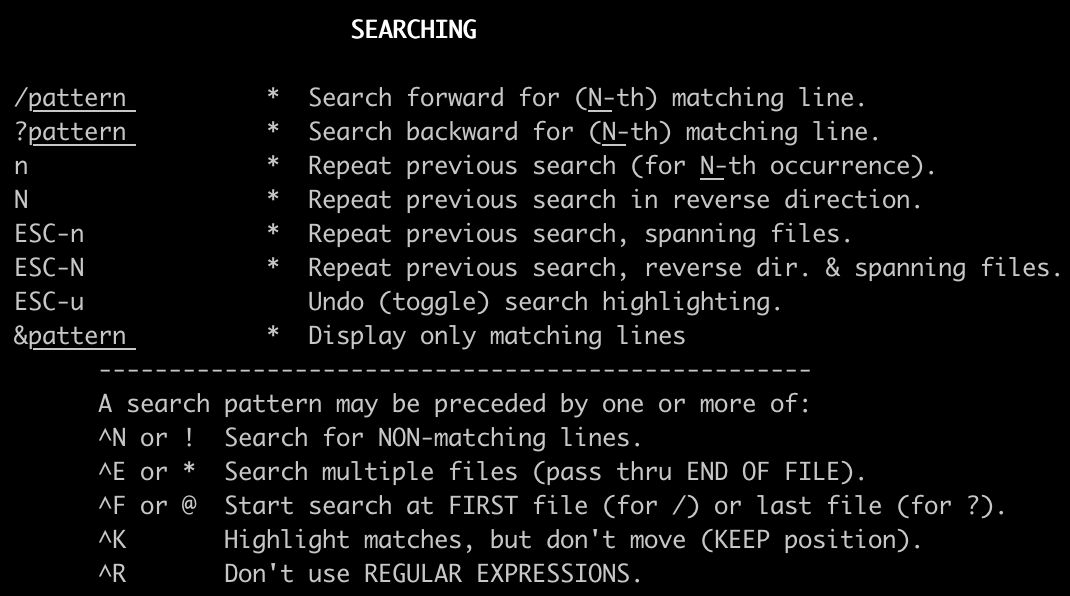 SEARCHING
/pattern * Search forward for (N-th) matching line.
?pattern * Search backward for (N-th) matching line.
n * Repeat previous search (for N-th occurrence).
N * Repeat previous search in reverse direction.
ESC-n * Repeat previous search, spanning files.
ESC-N * Repeat previous search, reverse dir. & spanning files.
ESC-u Undo (toggle) search highlighting.
&pattern * Display only matching lines
---------------------------------------------------
A search pattern may be preceded by one or more of:
^N or ! Search for NON-matching lines.
^E or * Search multiple files (pass thru END OF FILE).
^F or @ Start search at FIRST file (for /) or last file (for ?).
^K Highlight matches, but don't move (KEEP position).
^R Don't use REGULAR EXPRESSIONS.